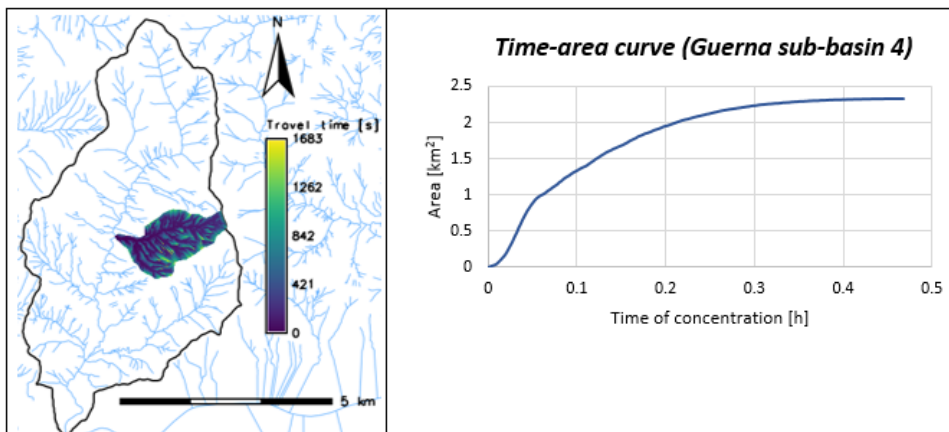 N
Travel time [s]
1683
1262
842
421
0
5 km
Time-area curve (Guerna sub-basin 4)
Area [km²]
2.5
2
1.5
1
0.5
0
0 0.1 0.2 0.3 0.4 0.5
Time of concentration [h]